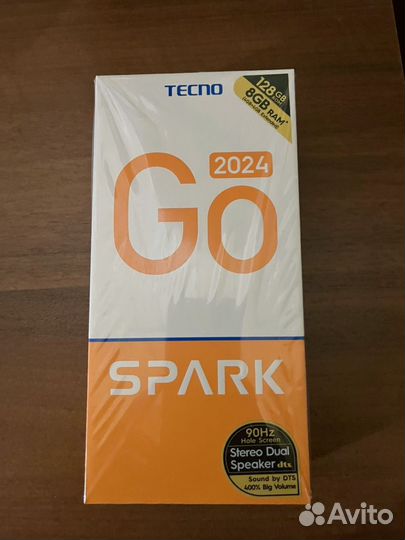 TECNO
128GB
8GB RAM*
Go
2024
SPARK
90Hz
Hole Screen
Stereo Dual
Speaker dts
Sound by DTS
400% Big Volume
Avito